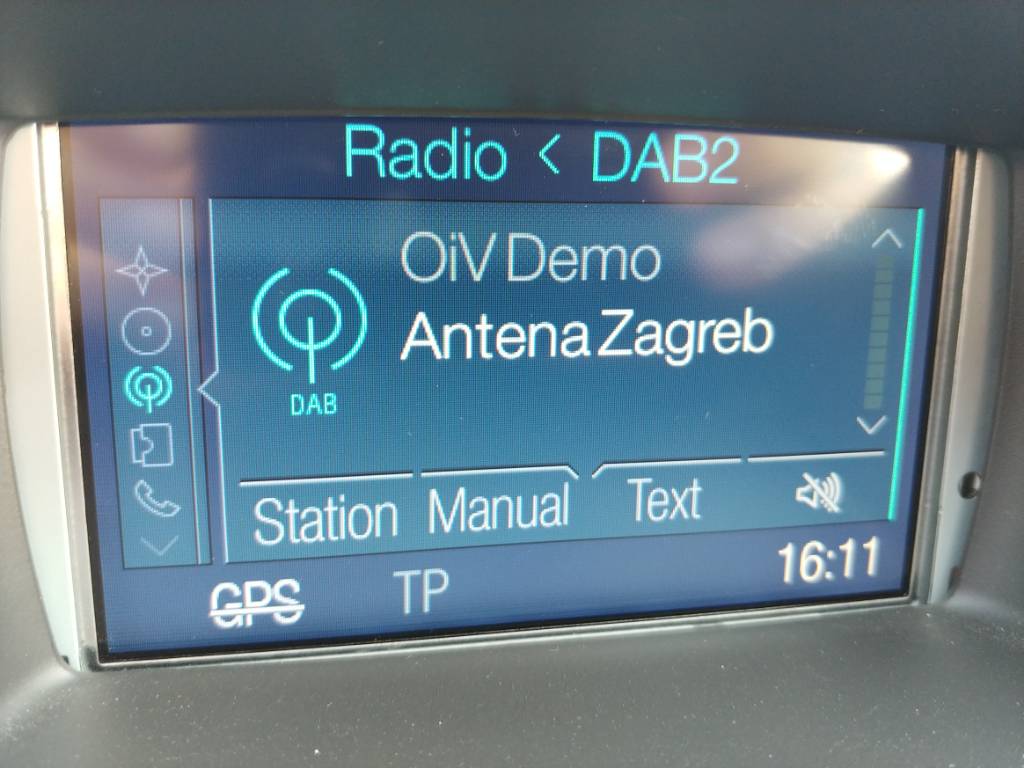 Radio < DAB2
OiV Demo
Antena Zagreb
DAB
Station Manual Text
GPS TP 16:11